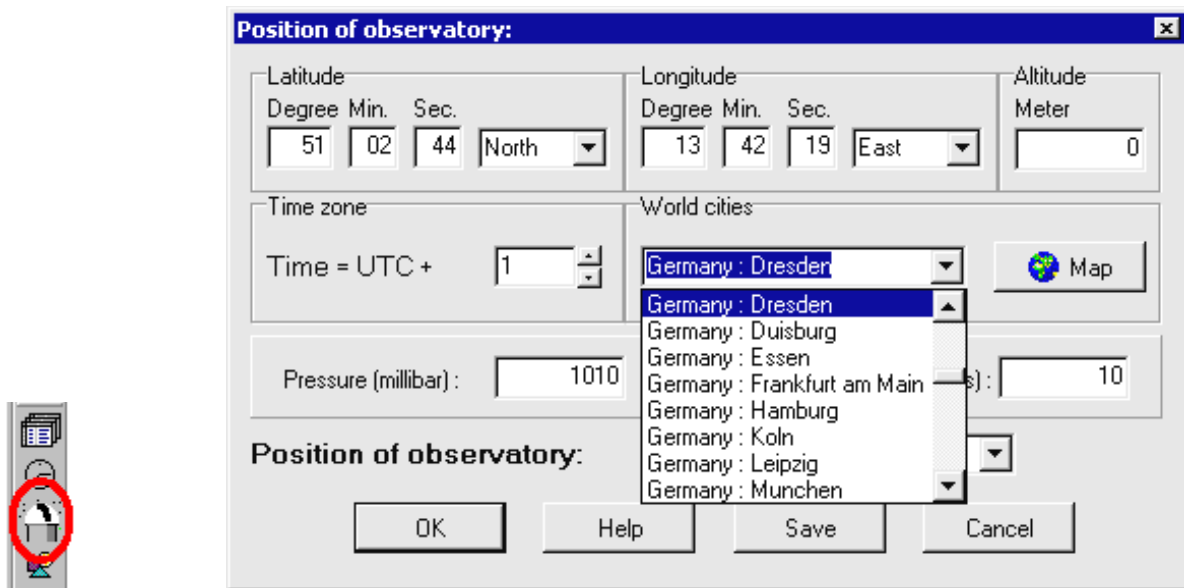 Position of observatory:
Latitude Longitude Altitude
Degree Min. Sec. Degree Min. Sec. Meter
51 02 44 North 13 42 19 East 0
Time zone World cities
Time = UTC + 1 Germany : Dresden Map
Germany : Dresden
Germany : Duisburg
Germany : Essen
Pressure (millibar) : 1010 Germany : Frankfurt am Main s) : 10
Germany : Hamburg
Germany : Koln
Position of observatory: Germany : Leipzig
Germany : Munchen
OK Help Save Cancel